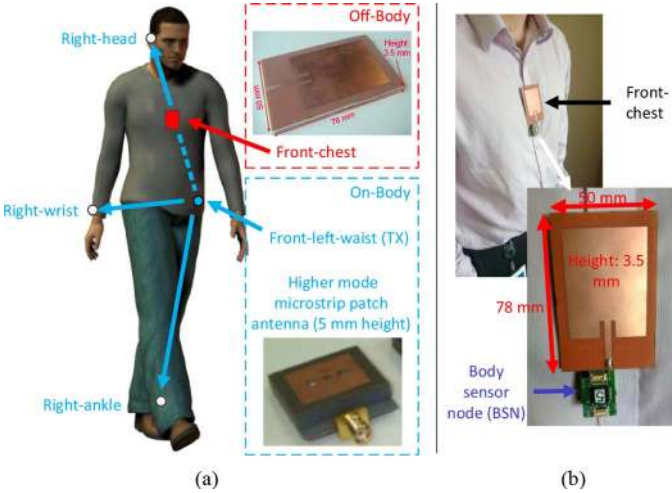 Off-Body
Right-head
Height:
3.5 mm
50 mm
78 mm
Front-chest
On-Body
Right-wrist
Front-left-waist (TX)
Higher mode
microstrip patch
antenna (5 mm height)
Right-ankle
(a)
Front-
chest
50 mm
Height: 3.5
mm
78 mm
Body
sensor
node (BSN)
(b)